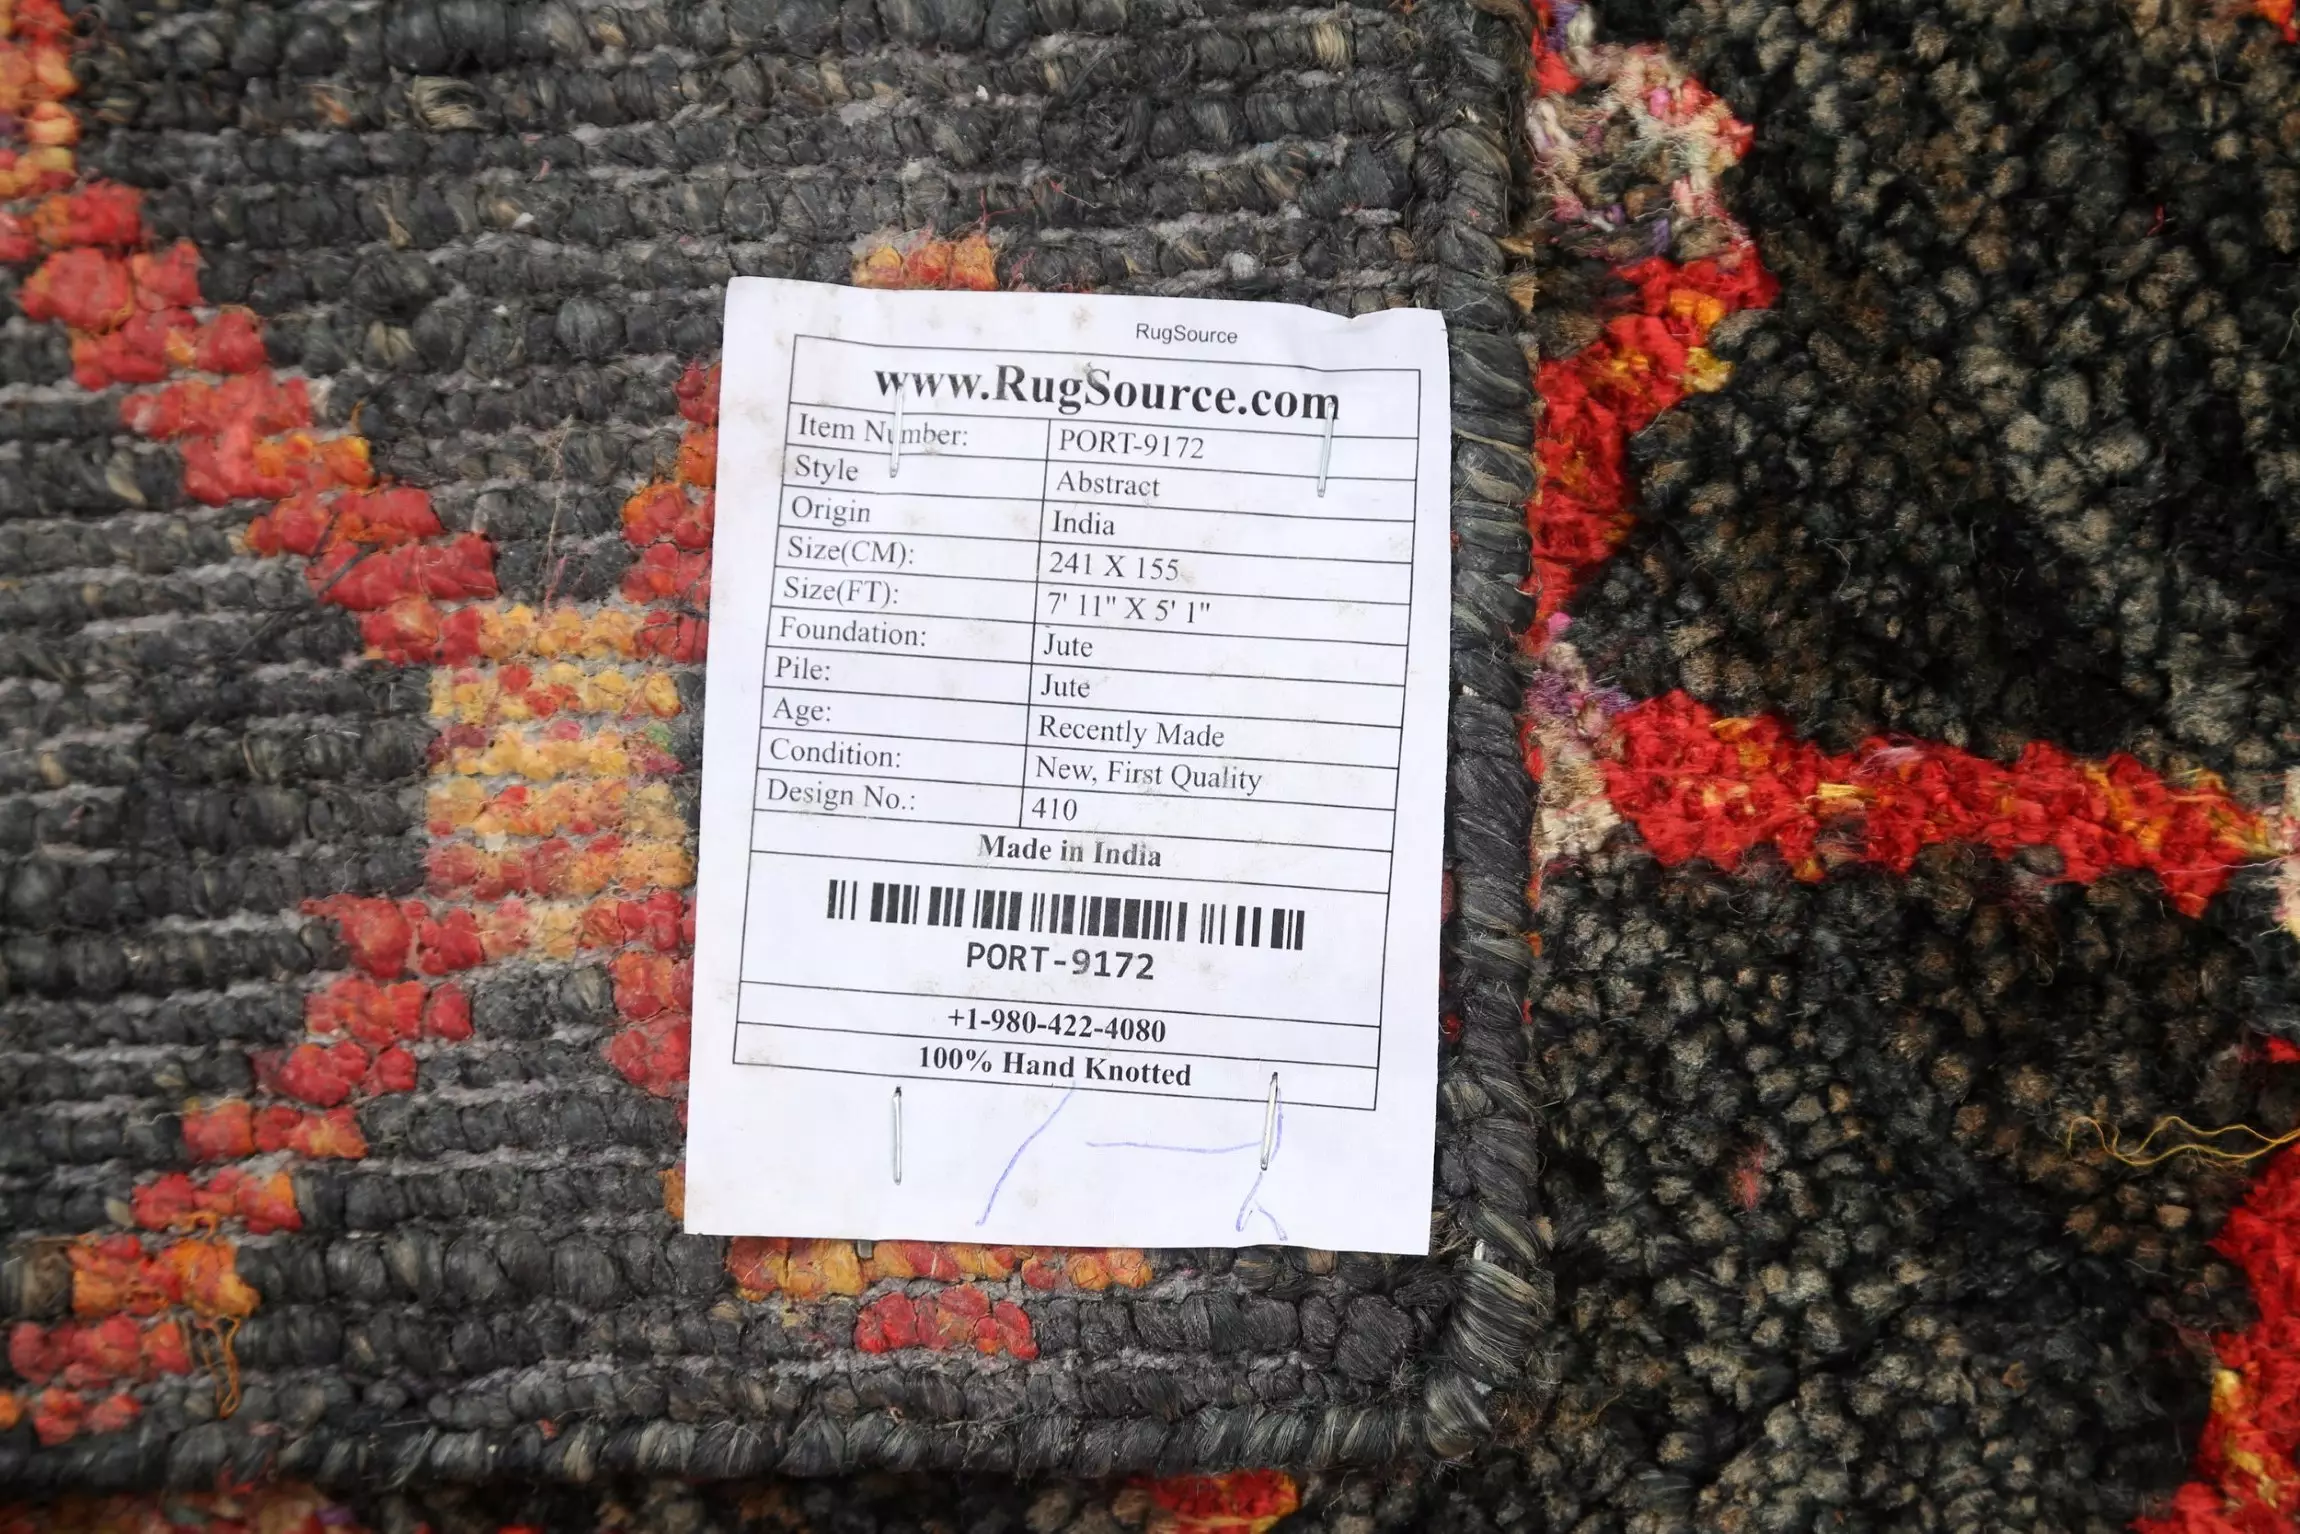 RugSource
www.RugSource.com
Item Number: PORT-9172
Style Abstract
Origin India
Size(CM): 241 X 155
Size(FT): 7' 11" X 5' 1"
Foundation: Jute
Pile: Jute
Age: Recently Made
Condition: New, First Quality
Design No.: 410
Made in India
PORT-9172
+1-980-422-4080
100% Hand Knotted